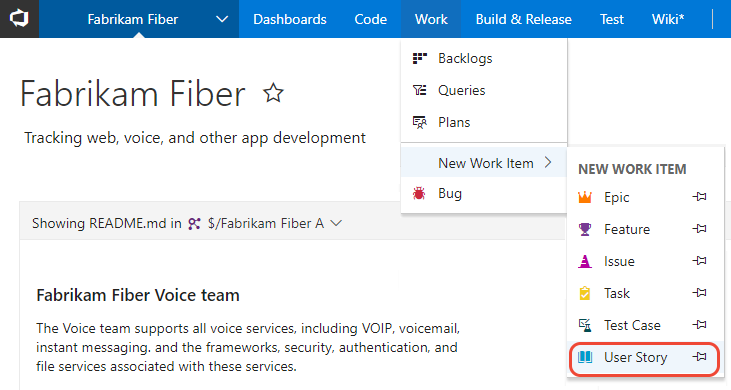 Fabrikam Fiber
Dashboards
Code
Work
Build & Release
Test
Wiki*
Backlogs
Queries
Plans
New Work Item
Bug
NEW WORK ITEM
Epic
Feature
Issue
Task
Test Case
User Story
Fabrikam Fiber
Tracking web, voice, and other app development
Showing README.md in $/Fabrikam Fiber A
Fabrikam Fiber Voice team
The Voice team supports all voice services, including VOIP, voicemail,
instant messaging. and the frameworks, security, authentication, and
file services associated with these services.